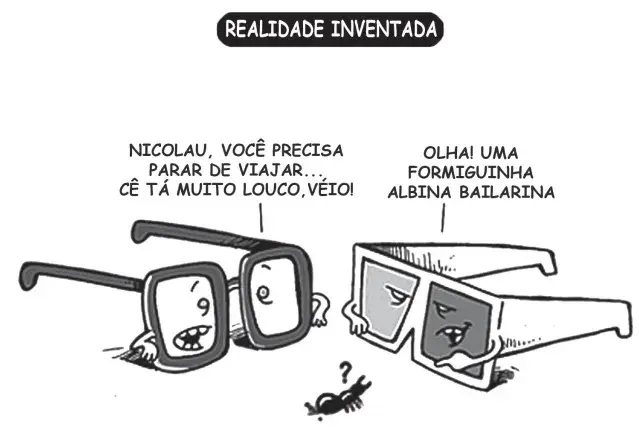 REALIDADE INVENTADA
NICOLAU, VOCÊ PRECISA
PARAR DE VIAJAR...
CÊ TÁ MUITO LOUCO,VÉIO!
OLHA! UMA
FORMIGUINHA
ALBINA BAILARINA
?